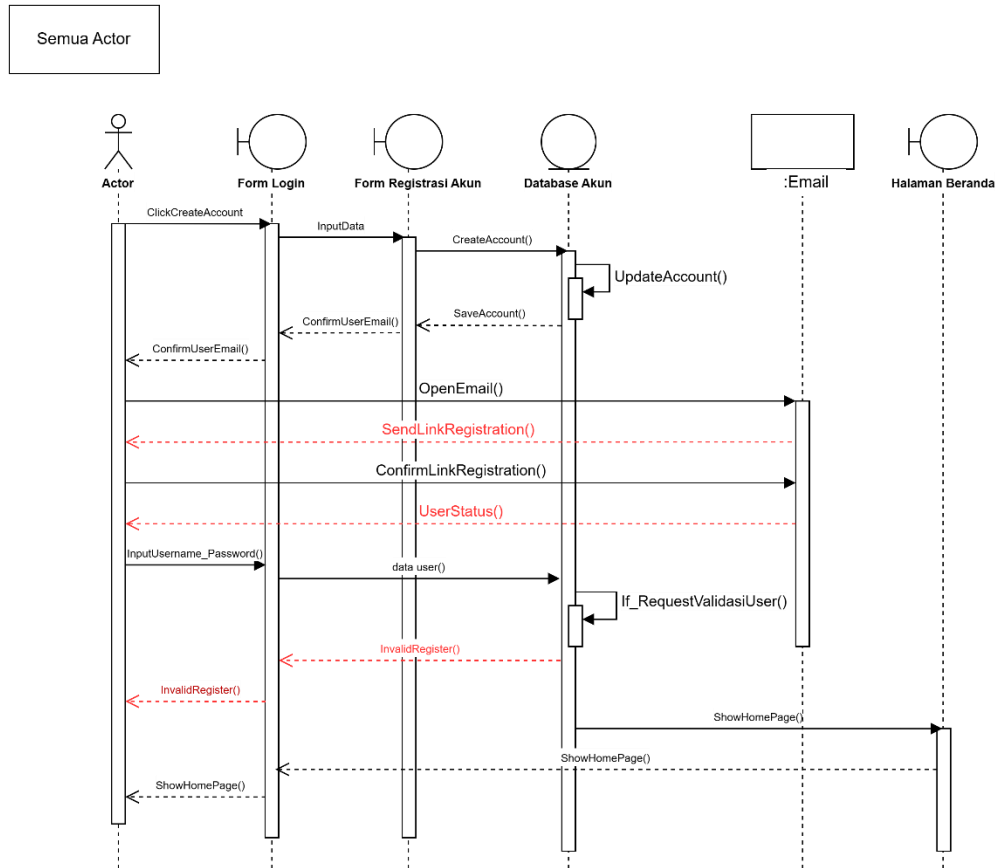 Semua Actor
Actor
Form Login
Form Registrasi Akun
Database Akun
:Email
Halaman Beranda
ClickCreateAccount
InputData
CreateAccount()
UpdateAccount()
SaveAccount()
ConfirmUserEmail()
ConfirmUserEmail()
OpenEmail()
SendLinkRegistration()
ConfirmLinkRegistration()
UserStatus()
InputUsername_Password()
data user()
If_RequestValidasiUser()
InvalidRegister()
InvalidRegister()
ShowHomePage()
ShowHomePage()
ShowHomePage()